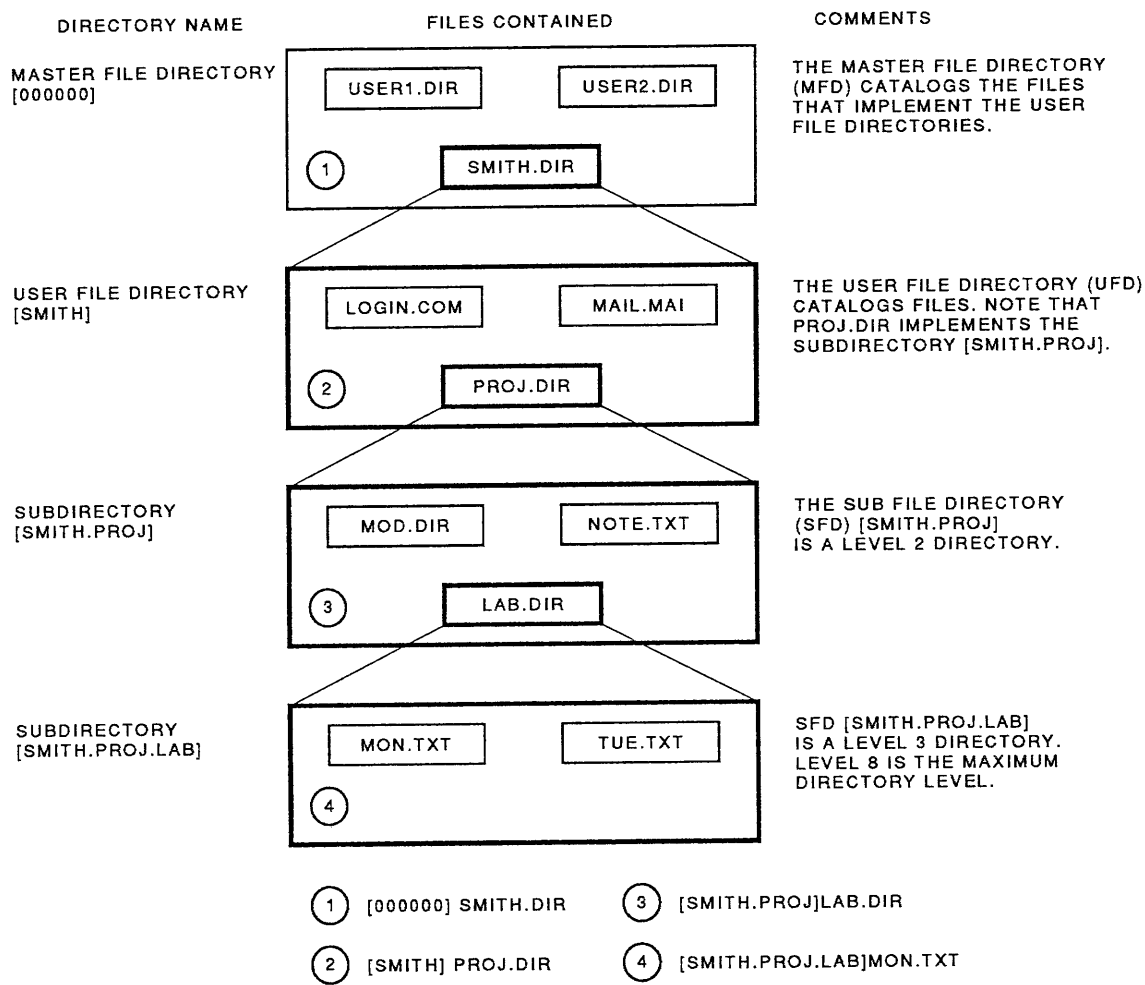 DIRECTORY NAME
FILES CONTAINED
COMMENTS
MASTER FILE DIRECTORY
[000000]
USER1.DIR
USER2.DIR
1
SMITH.DIR
THE MASTER FILE DIRECTORY
(MFD) CATALOGS THE FILES
THAT IMPLEMENT THE USER
FILE DIRECTORIES.
USER FILE DIRECTORY
[SMITH]
LOGIN.COM
MAIL.MAI
2
PROJ.DIR
THE USER FILE DIRECTORY (UFD)
CATALOGS FILES. NOTE THAT
PROJ.DIR IMPLEMENTS THE
SUBDIRECTORY [SMITH.PROJ].
SUBDIRECTORY
[SMITH.PROJ]
MOD.DIR
NOTE.TXT
3
LAB.DIR
THE SUB FILE DIRECTORY
(SFD) [SMITH.PROJ]
IS A LEVEL 2 DIRECTORY.
SUBDIRECTORY
[SMITH.PROJ.LAB]
MON.TXT
TUE.TXT
4
SFD [SMITH.PROJ.LAB]
IS A LEVEL 3 DIRECTORY.
LEVEL 8 IS THE MAXIMUM
DIRECTORY LEVEL.
1 [000000] SMITH.DIR
3 [SMITH.PROJ]LAB.DIR
2 [SMITH] PROJ.DIR
4 [SMITH.PROJ.LAB]MON.TXT